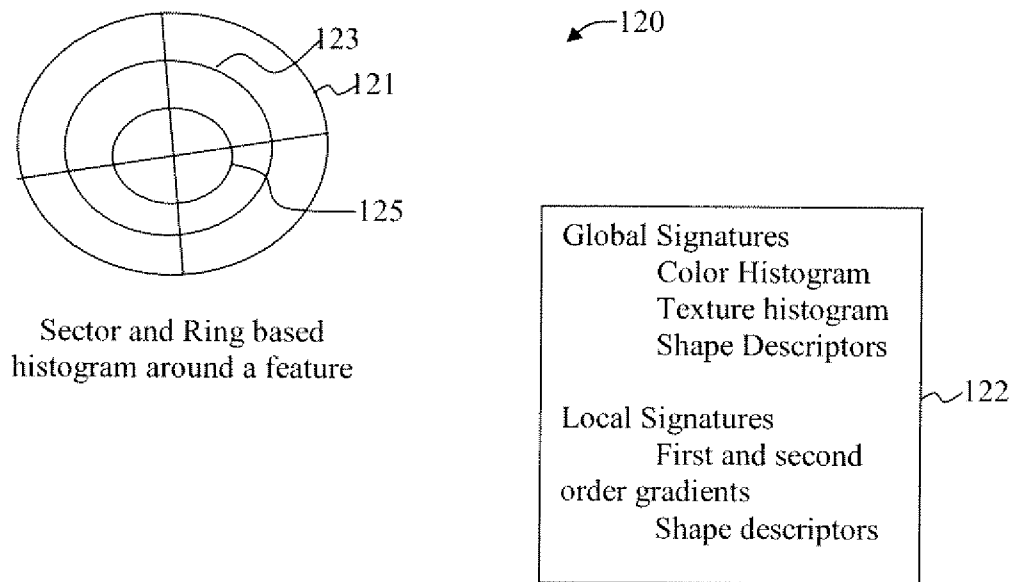 120
123
121
125
Sector and Ring based
histogram around a feature
Global Signatures
Color Histogram
Texture histogram
Shape Descriptors
Local Signatures
First and second
order gradients
Shape descriptors
122